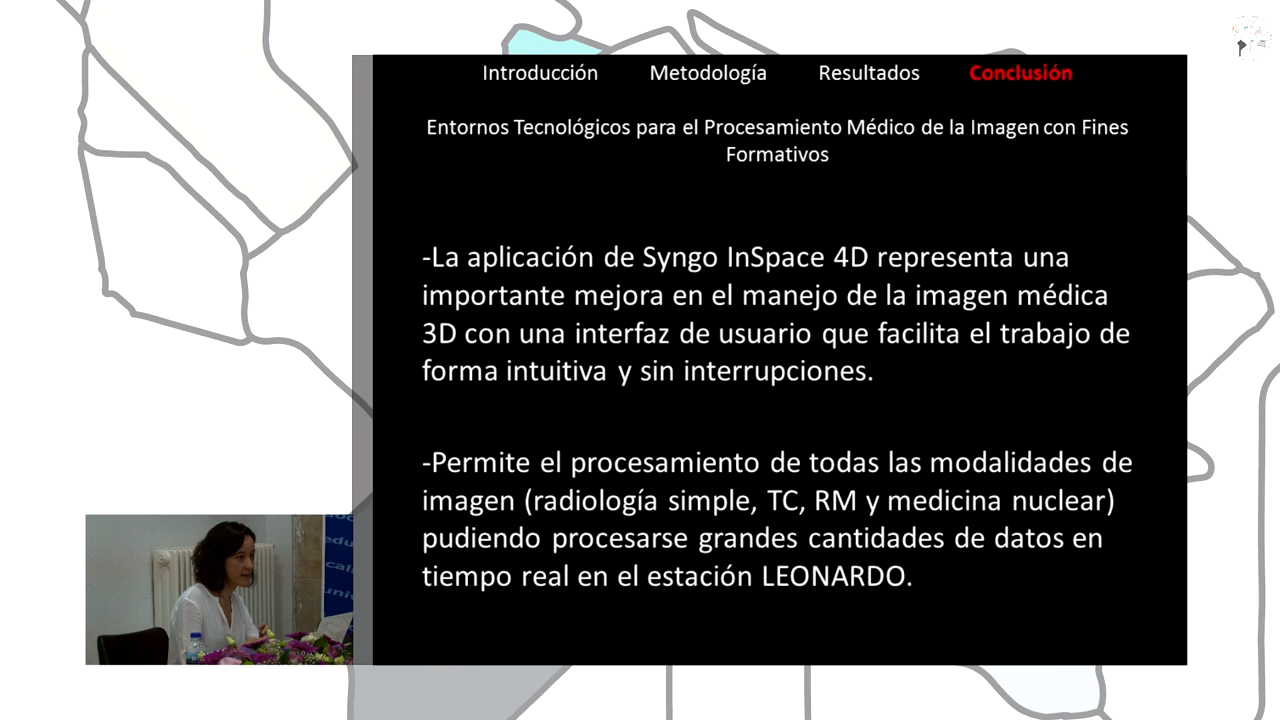 Introducción Metodología Resultados Conclusión
Entornos Tecnológicos para el Procesamiento Médico de la Imagen con Fines
Formativos
-La aplicación de Syngo InSpace 4D representa una
importante mejora en el manejo de la imagen médica
3D con una interfaz de usuario que facilita el trabajo de
forma intuitiva y sin interrupciones.
-Permite el procesamiento de todas las modalidades de
imagen (radiología simple, TC, RM y medicina nuclear)
pudiendo procesarse grandes cantidades de datos en
tiempo real en el estación LEONARDO.